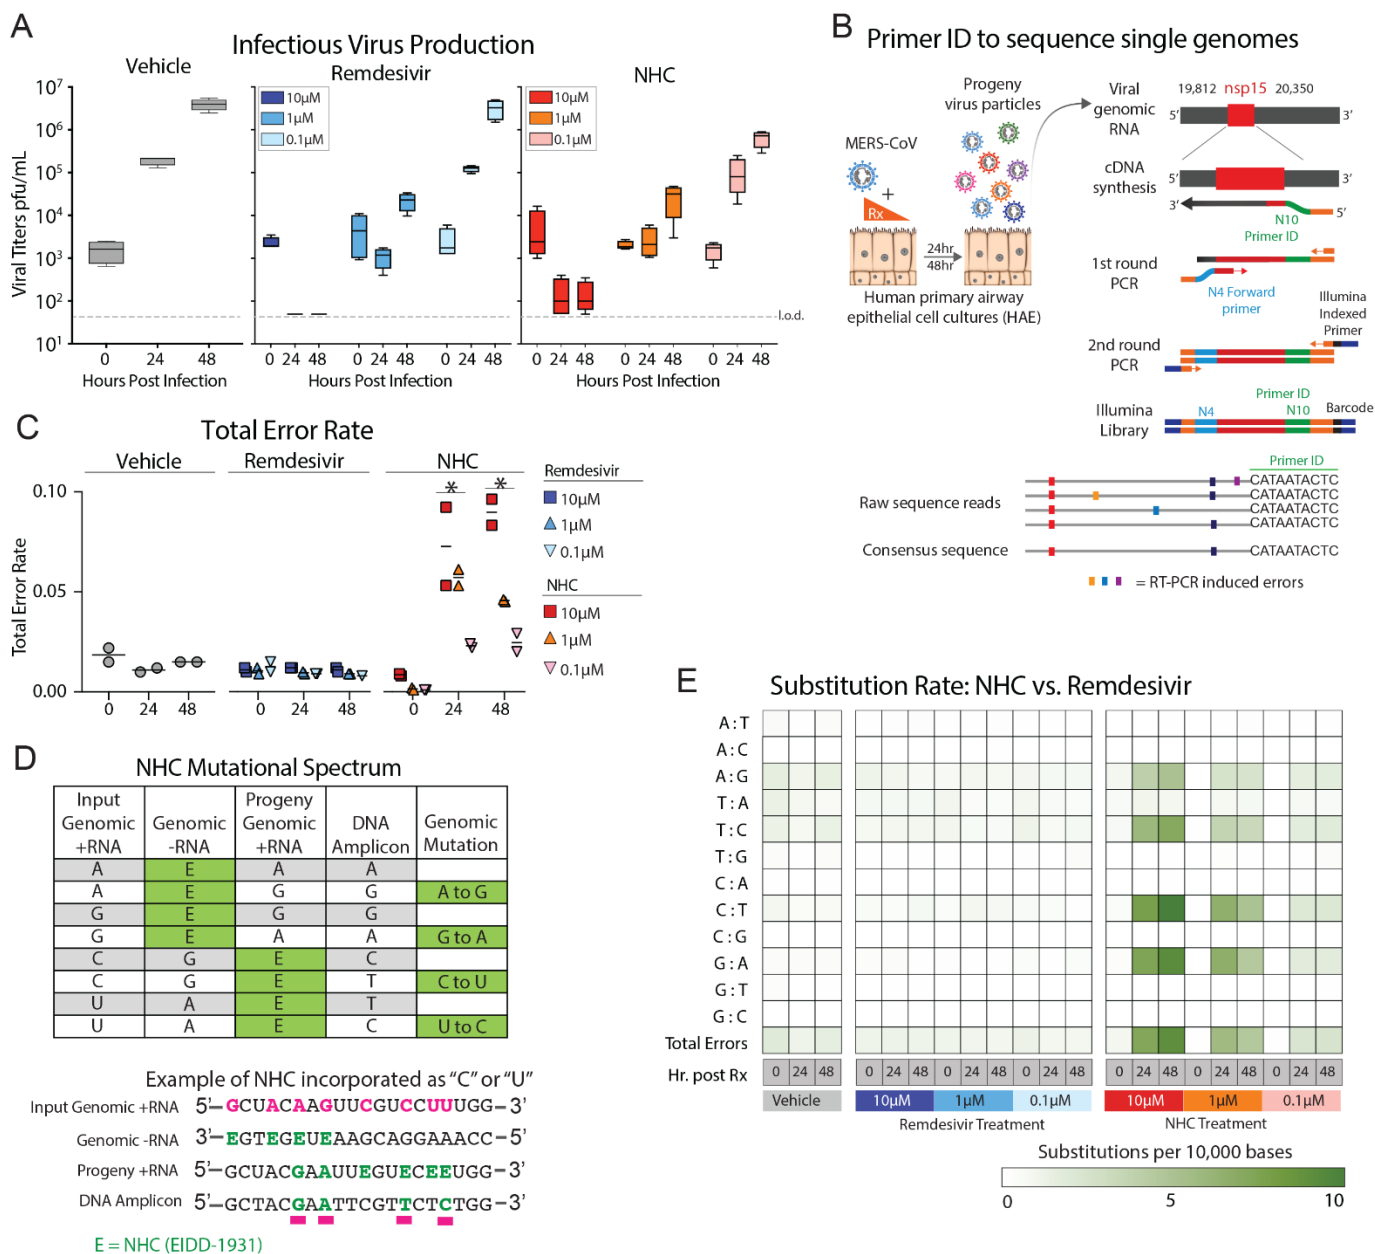 A
Infectious Virus Production
Vehicle
Remdesivir
NHC
10µM
1µM
0.1µM
10µM
1µM
0.1µM
Viral Titers pfu/mL
10⁷
10⁶
10⁵
10⁴
10³
10²
10¹
l.o.d.
0 24 48
0 24 48 0 24 48 0 24 48
0 24 48 0 24 48 0 24 48
Hours Post Infection
Hours Post Infection
Hours Post Infection
B
Primer ID to sequence single genomes
Progeny
virus particles
MERS-CoV
+
Rx
24hr
48hr
Human primary airway
epithelial cell cultures (HAE)
Viral
genomic
RNA
19,812 nsp15 20,350
5′ 3′
cDNA
synthesis
5′ 3′
3′ 5′
N10
Primer ID
1st round
PCR
N4 Forward
primer
Illumina
Indexed
Primer
2nd round
PCR
Primer ID
Illumina
Library
N4 N10 Barcode
Primer ID
Raw sequence reads
CATAATACTC
CATAATACTC
CATAATACTC
CATAATACTC
Consensus sequence
CATAATACTC
= RT-PCR induced errors
C
Total Error Rate
Vehicle
Remdesivir
NHC
Total Error Rate
0.10
0.05
0.00
* *
0 24 48
0 24 48
0 24 48
Remdesivir
10µM
1µM
0.1µM
NHC
10µM
1µM
0.1µM
D
NHC Mutational Spectrum
Input Genomic +RNA
Genomic -RNA
Progeny Genomic +RNA
DNA Amplicon
Genomic Mutation
A E A A
A E G G A to G
G E G G
G E A A G to A
C G E C
C G E T C to U
U A E T
U A E C U to C
Example of NHC incorporated as “C” or “U”
Input Genomic +RNA 5′–GCUACAAGUUCGUCCUUUGG-3′
Genomic -RNA 3′–EGTEGEUEAAGCAGGAAACC-5′
Progeny +RNA 5′–GCUACGAAUUEGUECEEUGG-3′
DNA Amplicon 5′–GCTACGAATTCGTTCTCTGG-3′
E = NHC (EIDD-1931)
E
Substitution Rate: NHC vs. Remdesivir
A:T
A:C
A:G
T:A
T:C
T:G
C:A
C:T
C:G
G:A
G:T
G:C
Total Errors
Hr. post Rx
0 24 48
0 24 48 0 24 48 0 24 48
0 24 48 0 24 48 0 24 48
Vehicle
10µM 1µM 0.1µM
10µM 1µM 0.1µM
Remdesivir Treatment
NHC Treatment
Substitutions per 10,000 bases
0 5 10